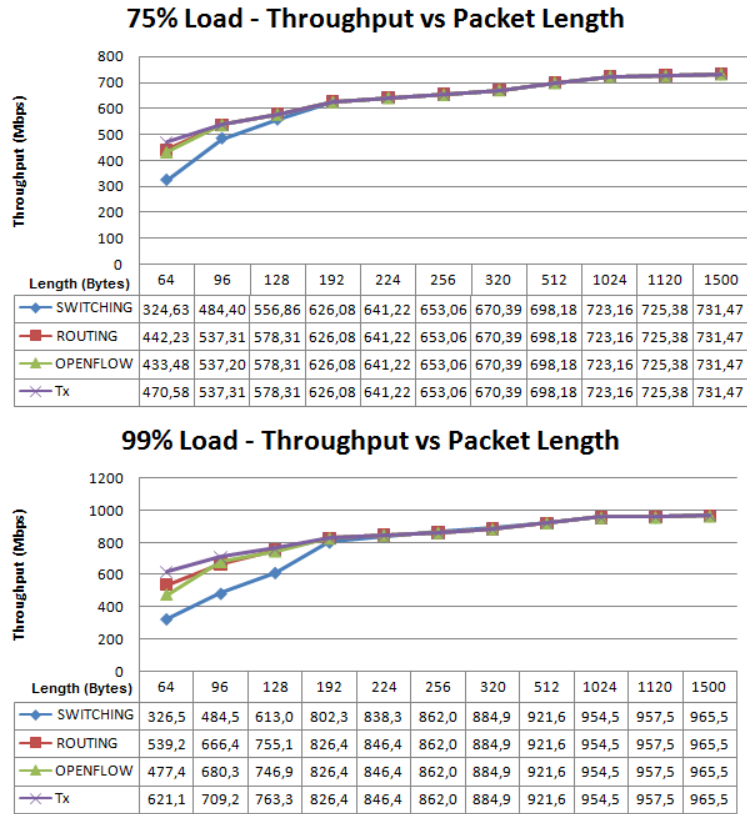 75% Load - Throughput vs Packet Length
Throughput (Mbps)
800
700
600
500
400
300
200
100
0
Length (Bytes) 64 96 128 192 224 256 320 512 1024 1120 1500
SWITCHING 324,63 484,40 556,86 626,08 641,22 653,06 670,39 698,18 723,16 725,38 731,47
ROUTING 442,23 537,31 578,31 626,08 641,22 653,06 670,39 698,18 723,16 725,38 731,47
OPENFLOW 433,48 537,20 578,31 626,08 641,22 653,06 670,39 698,18 723,16 725,38 731,47
Tx 470,58 537,31 578,31 626,08 641,22 653,06 670,39 698,18 723,16 725,38 731,47
99% Load - Throughput vs Packet Length
Throughput (Mbps)
1200
1000
800
600
400
200
0
Length (Bytes) 64 96 128 192 224 256 320 512 1024 1120 1500
SWITCHING 326,5 484,5 613,0 802,3 838,3 862,0 884,9 921,6 954,5 957,5 965,5
ROUTING 539,2 666,4 755,1 826,4 846,4 862,0 884,9 921,6 954,5 957,5 965,5
OPENFLOW 477,4 680,3 746,9 826,4 846,4 862,0 884,9 921,6 954,5 957,5 965,5
Tx 621,1 709,2 763,3 826,4 846,4 862,0 884,9 921,6 954,5 957,5 965,5